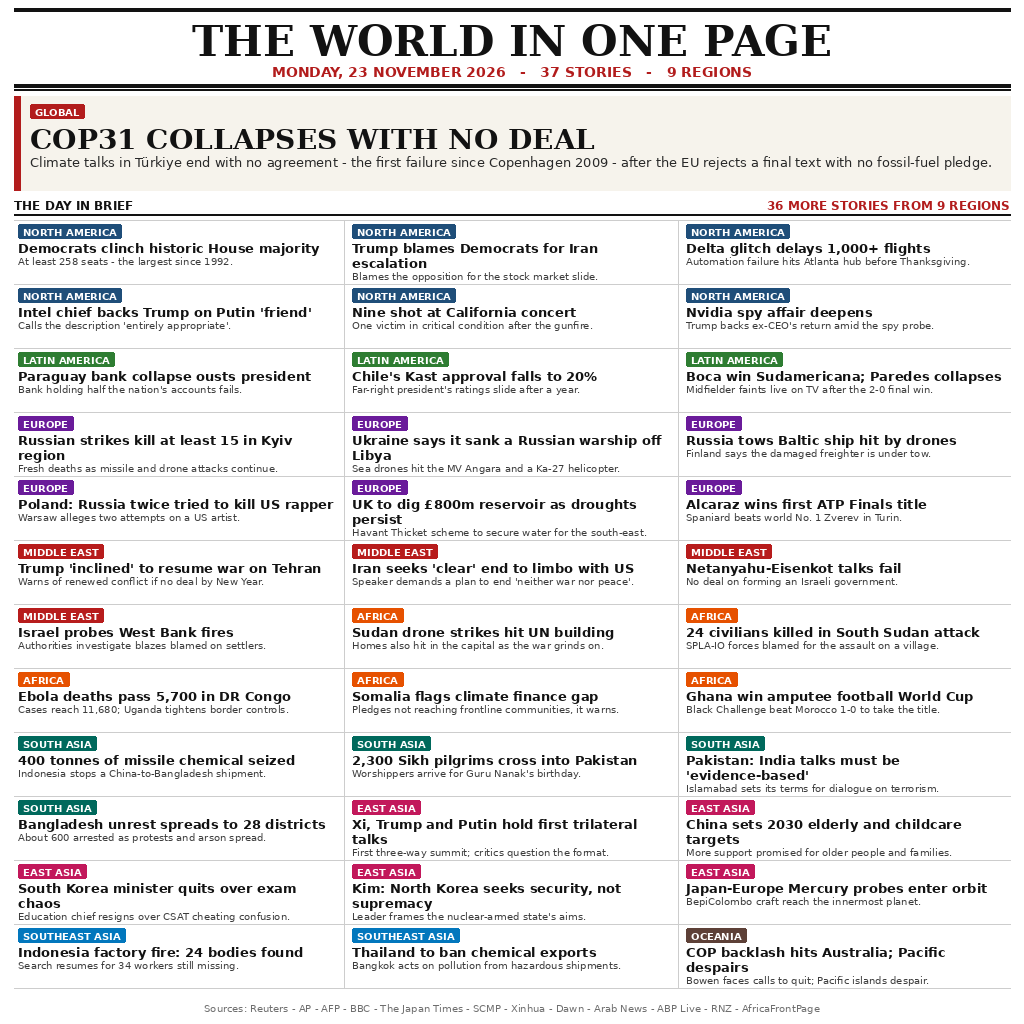 THE WORLD IN ONE PAGE
MONDAY, 23 NOVEMBER 2026 - 37 STORIES - 9 REGIONS
GLOBAL
COP31 COLLAPSES WITH NO DEAL
Climate talks in Türkiye end with no agreement - the first failure since Copenhagen 2009 - after the EU rejects a final text with no fossil-fuel pledge.
THE DAY IN BRIEF
36 MORE STORIES FROM 9 REGIONS
NORTH AMERICA
Democrats clinch historic House majority
At least 258 seats - the largest since 1992.
NORTH AMERICA
Trump blames Democrats for Iran
escalation
Blames the opposition for the stock market slide.
NORTH AMERICA
Delta glitch delays 1,000+ flights
Automation failure hits Atlanta hub before Thanksgiving.
NORTH AMERICA
Intel chief backs Trump on Putin 'friend'
Calls the description 'entirely appropriate'.
NORTH AMERICA
Nine shot at California concert
One victim in critical condition after the gunfire.
NORTH AMERICA
Nvidia spy affair deepens
Trump backs ex-CEO's return amid the spy probe.
LATIN AMERICA
Paraguay bank collapse ousts president
Bank holding half the nation's accounts fails.
LATIN AMERICA
Chile's Kast approval falls to 20%
Far-right president's ratings slide after a year.
LATIN AMERICA
Boca win Sudamericana; Paredes collapses
Midfielder faints live on TV after the 2-0 final win.
EUROPE
Russian strikes kill at least 15 in Kyiv
region
Fresh deaths as missile and drone attacks continue.
EUROPE
Ukraine says it sank a Russian warship off
Libya
Sea drones hit the MV Angara and a Ka-27 helicopter.
EUROPE
Russia tows Baltic ship hit by drones
Finland says the damaged freighter is under tow.
EUROPE
Poland: Russia twice tried to kill US rapper
Warsaw alleges two attempts on a US artist.
EUROPE
UK to dig £800m reservoir as droughts
persist
Havant Thicket scheme to secure water for the south-east.
EUROPE
Alcaraz wins first ATP Finals title
Spaniard beats world No. 1 Zverev in Turin.
MIDDLE EAST
Trump 'inclined' to resume war on Tehran
Warns of renewed conflict if no deal by New Year.
MIDDLE EAST
Iran seeks 'clear' end to limbo with US
Speaker demands a plan to end 'neither war nor peace'.
MIDDLE EAST
Netanyahu-Eisenkot talks fail
No deal on forming an Israeli government.
MIDDLE EAST
Israel probes West Bank fires
Authorities investigate blazes blamed on settlers.
AFRICA
Sudan drone strikes hit UN building
Homes also hit in the capital as the war grinds on.
AFRICA
24 civilians killed in South Sudan attack
SPLA-IO forces blamed for the assault on a village.
AFRICA
Ebola deaths pass 5,700 in DR Congo
Cases reach 11,680; Uganda tightens border controls.
AFRICA
Somalia flags climate finance gap
Pledges not reaching frontline communities, it warns.
AFRICA
Ghana win amputee football World Cup
Black Challenge beat Morocco 1-0 to take the title.
SOUTH ASIA
400 tonnes of missile chemical seized
Indonesia stops a China-to-Bangladesh shipment.
SOUTH ASIA
2,300 Sikh pilgrims cross into Pakistan
Worshippers arrive for Guru Nanak's birthday.
SOUTH ASIA
Pakistan: India talks must be
'evidence-based'
Islamabad sets its terms for dialogue on terrorism.
SOUTH ASIA
Bangladesh unrest spreads to 28 districts
About 600 arrested as protests and arson spread.
EAST ASIA
Xi, Trump and Putin hold first trilateral
talks
First three-way summit; critics question the format.
EAST ASIA
China sets 2030 elderly and childcare
targets
More support promised for older people and families.
EAST ASIA
South Korea minister quits over exam
chaos
Education chief resigns over CSAT cheating confusion.
EAST ASIA
Kim: North Korea seeks security, not
supremacy
Leader frames the nuclear-armed state's aims.
EAST ASIA
Japan-Europe Mercury probes enter orbit
BepiColombo craft reach the innermost planet.
SOUTHEAST ASIA
Indonesia factory fire: 24 bodies found
Search resumes for 34 workers still missing.
SOUTHEAST ASIA
Thailand to ban chemical exports
Bangkok acts on pollution from hazardous shipments.
OCEANIA
COP backlash hits Australia; Pacific
despairs
Bowen faces calls to quit; Pacific islands despair.
Sources: Reuters - AP - AFP - BBC - The Japan Times - SCMP - Xinhua - Dawn - Arab News - ABP Live - RNZ - AfricaFrontPage